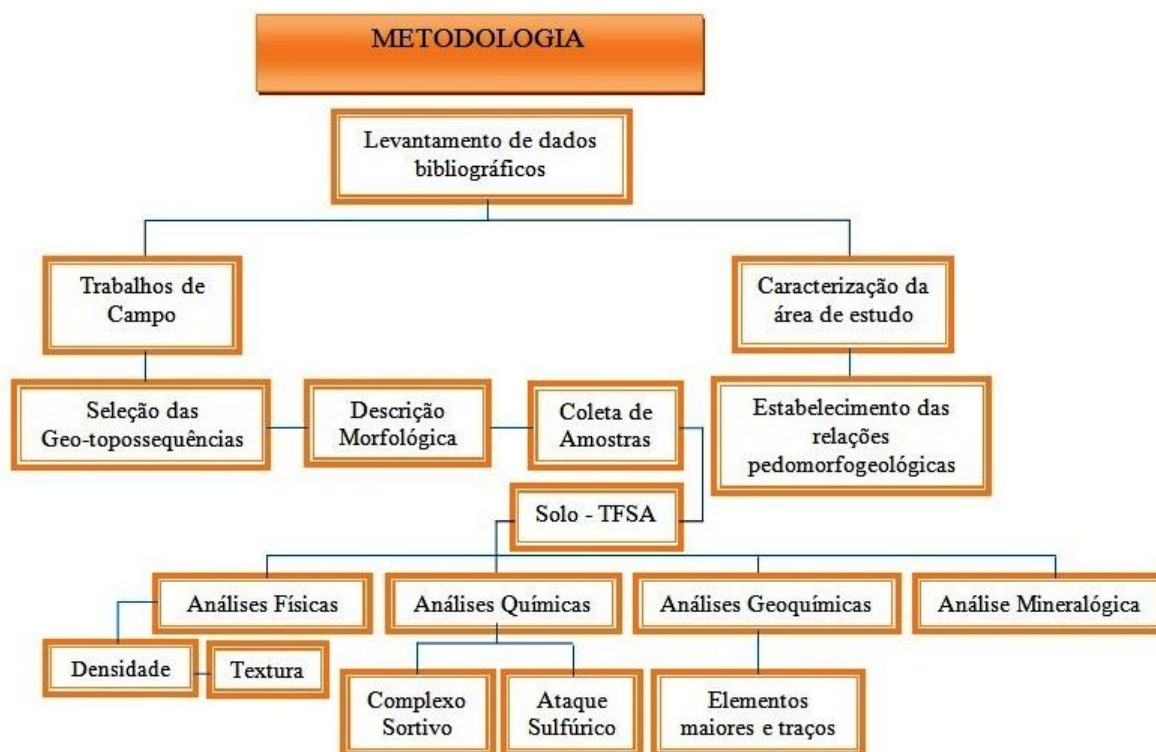 METODOLOGIA
Levantamento de dados
bibliográficos
Trabalhos de
Campo
Caracterização da
área de estudo
Seleção das
Geo-topossequências
Descrição
Morfológica
Coleta de
Amostras
Estabelecimento das
relações
pedomorfogeológicas
Solo - TFSA
Análises Físicas
Análises Químicas
Análises Geoquímicas
Análise Mineralógica
Densidade
Textura
Complexo
Sortivo
Ataque
Sulfúrico
Elementos
maiores e traços